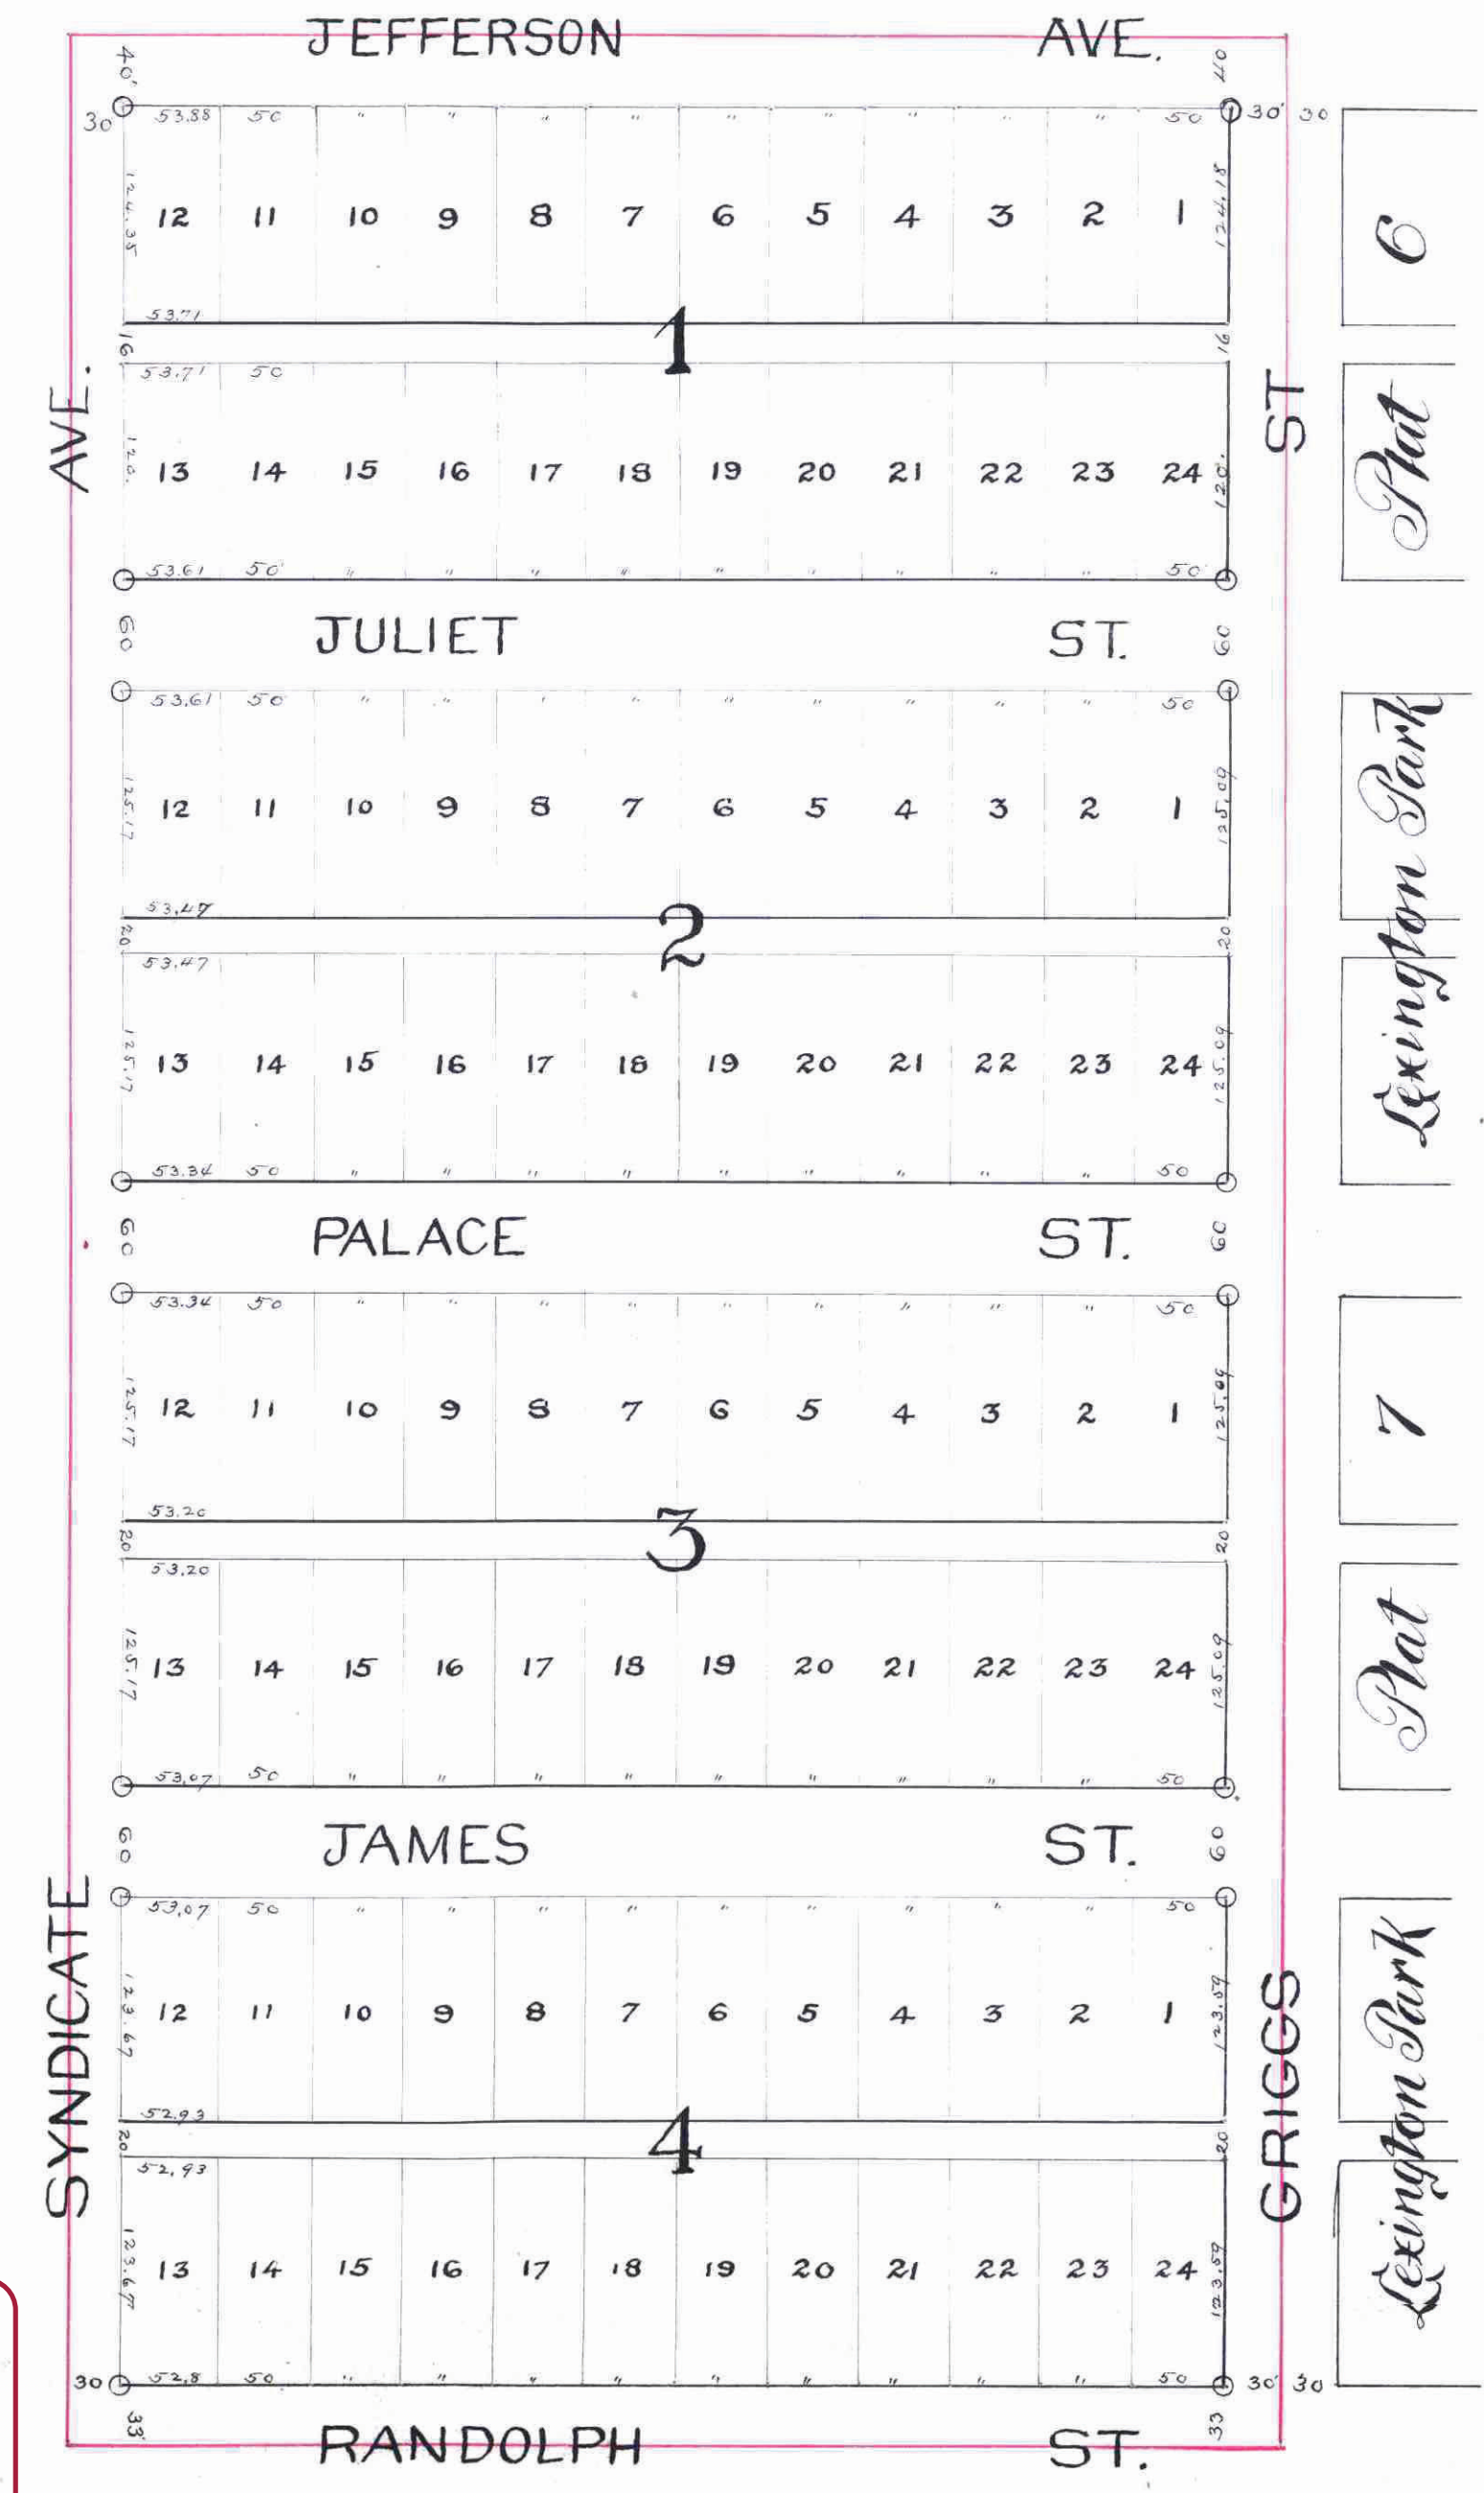 JEFFERSON AVE.
40' 40
30 53.88 50 " " " " " " " " " 50 30' 30
124.35 12 11 10 9 8 7 6 5 4 3 2 1 124.18
53.71
16 1 16
53.71 50
120. 13 14 15 16 17 18 19 20 21 22 23 24 120.
53.61 50 " " " " " " " " " 50
60 JULIET ST. 60
53.61 50 " " " " " " " " " 50
125.17 12 11 10 9 8 7 6 5 4 3 2 1 125.09
53.47
20 2 20
53.47
125.17 13 14 15 16 17 18 19 20 21 22 23 24 125.09
53.34 50 " " " " " " " " " 50
60 PALACE ST. 60
53.34 50 " " " " " " " " " 50
125.17 12 11 10 9 8 7 6 5 4 3 2 1 125.09
53.20
20 3 20
53.20
125.17 13 14 15 16 17 18 19 20 21 22 23 24 125.09
53.07 50 " " " " " " " " " 50
60 JAMES ST. 60
53.07 50 " " " " " " " " " 50
123.67 12 11 10 9 8 7 6 5 4 3 2 1 123.59
52.93
20 4 20
52.93
123.67 13 14 15 16 17 18 19 20 21 22 23 24 123.59
30 52.8 50 " " " " " " " " " 50 30' 30
33' 33
RANDOLPH ST.
SYNDICATE AVE.
GRIGGS ST
Lexington Park Plat 6
Lexington Park Plat 7